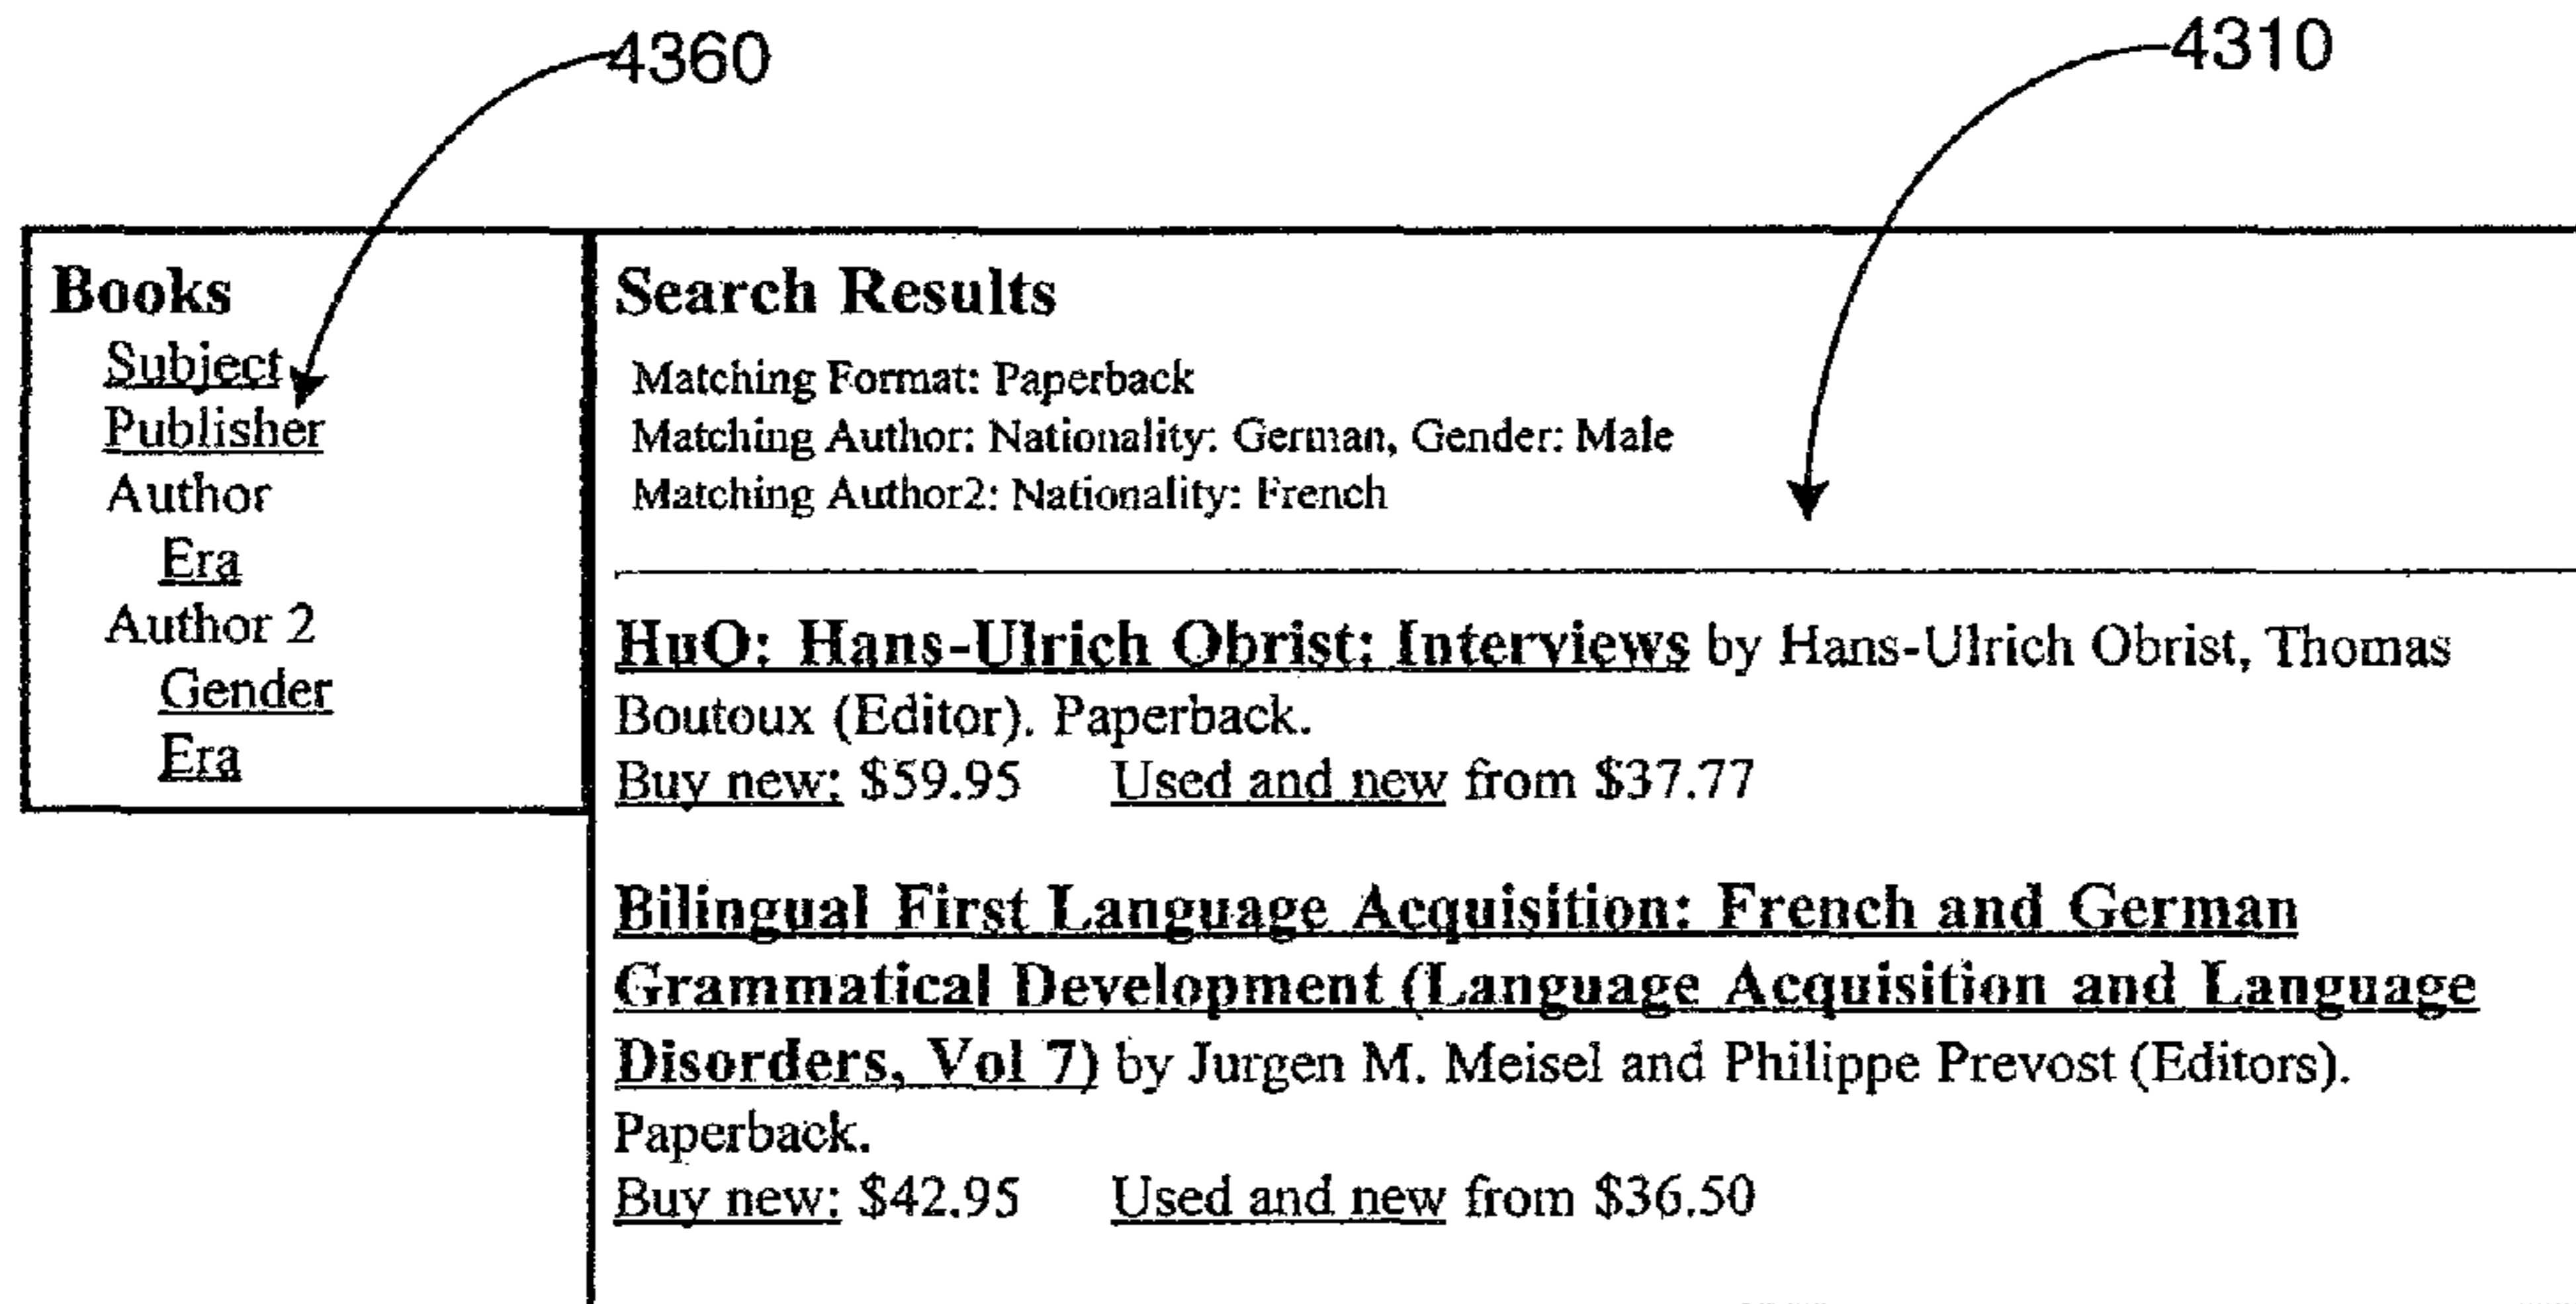 4360
4310
Books
Subject
Publisher
Author
Era
Author 2
Gender
Era
Search Results
Matching Format: Paperback
Matching Author: Nationality: German, Gender: Male
Matching Author2: Nationality: French
HuO: Hans-Ulrich Obrist: Interviews by Hans-Ulrich Obrist, Thomas
Boutoux (Editor). Paperback.
Buy new: $59.95 Used and new from $37.77
Bilingual First Language Acquisition: French and German
Grammatical Development (Language Acquisition and Language
Disorders, Vol 7) by Jurgen M. Meisel and Philippe Prevost (Editors).
Paperback.
Buy new: $42.95 Used and new from $36.50